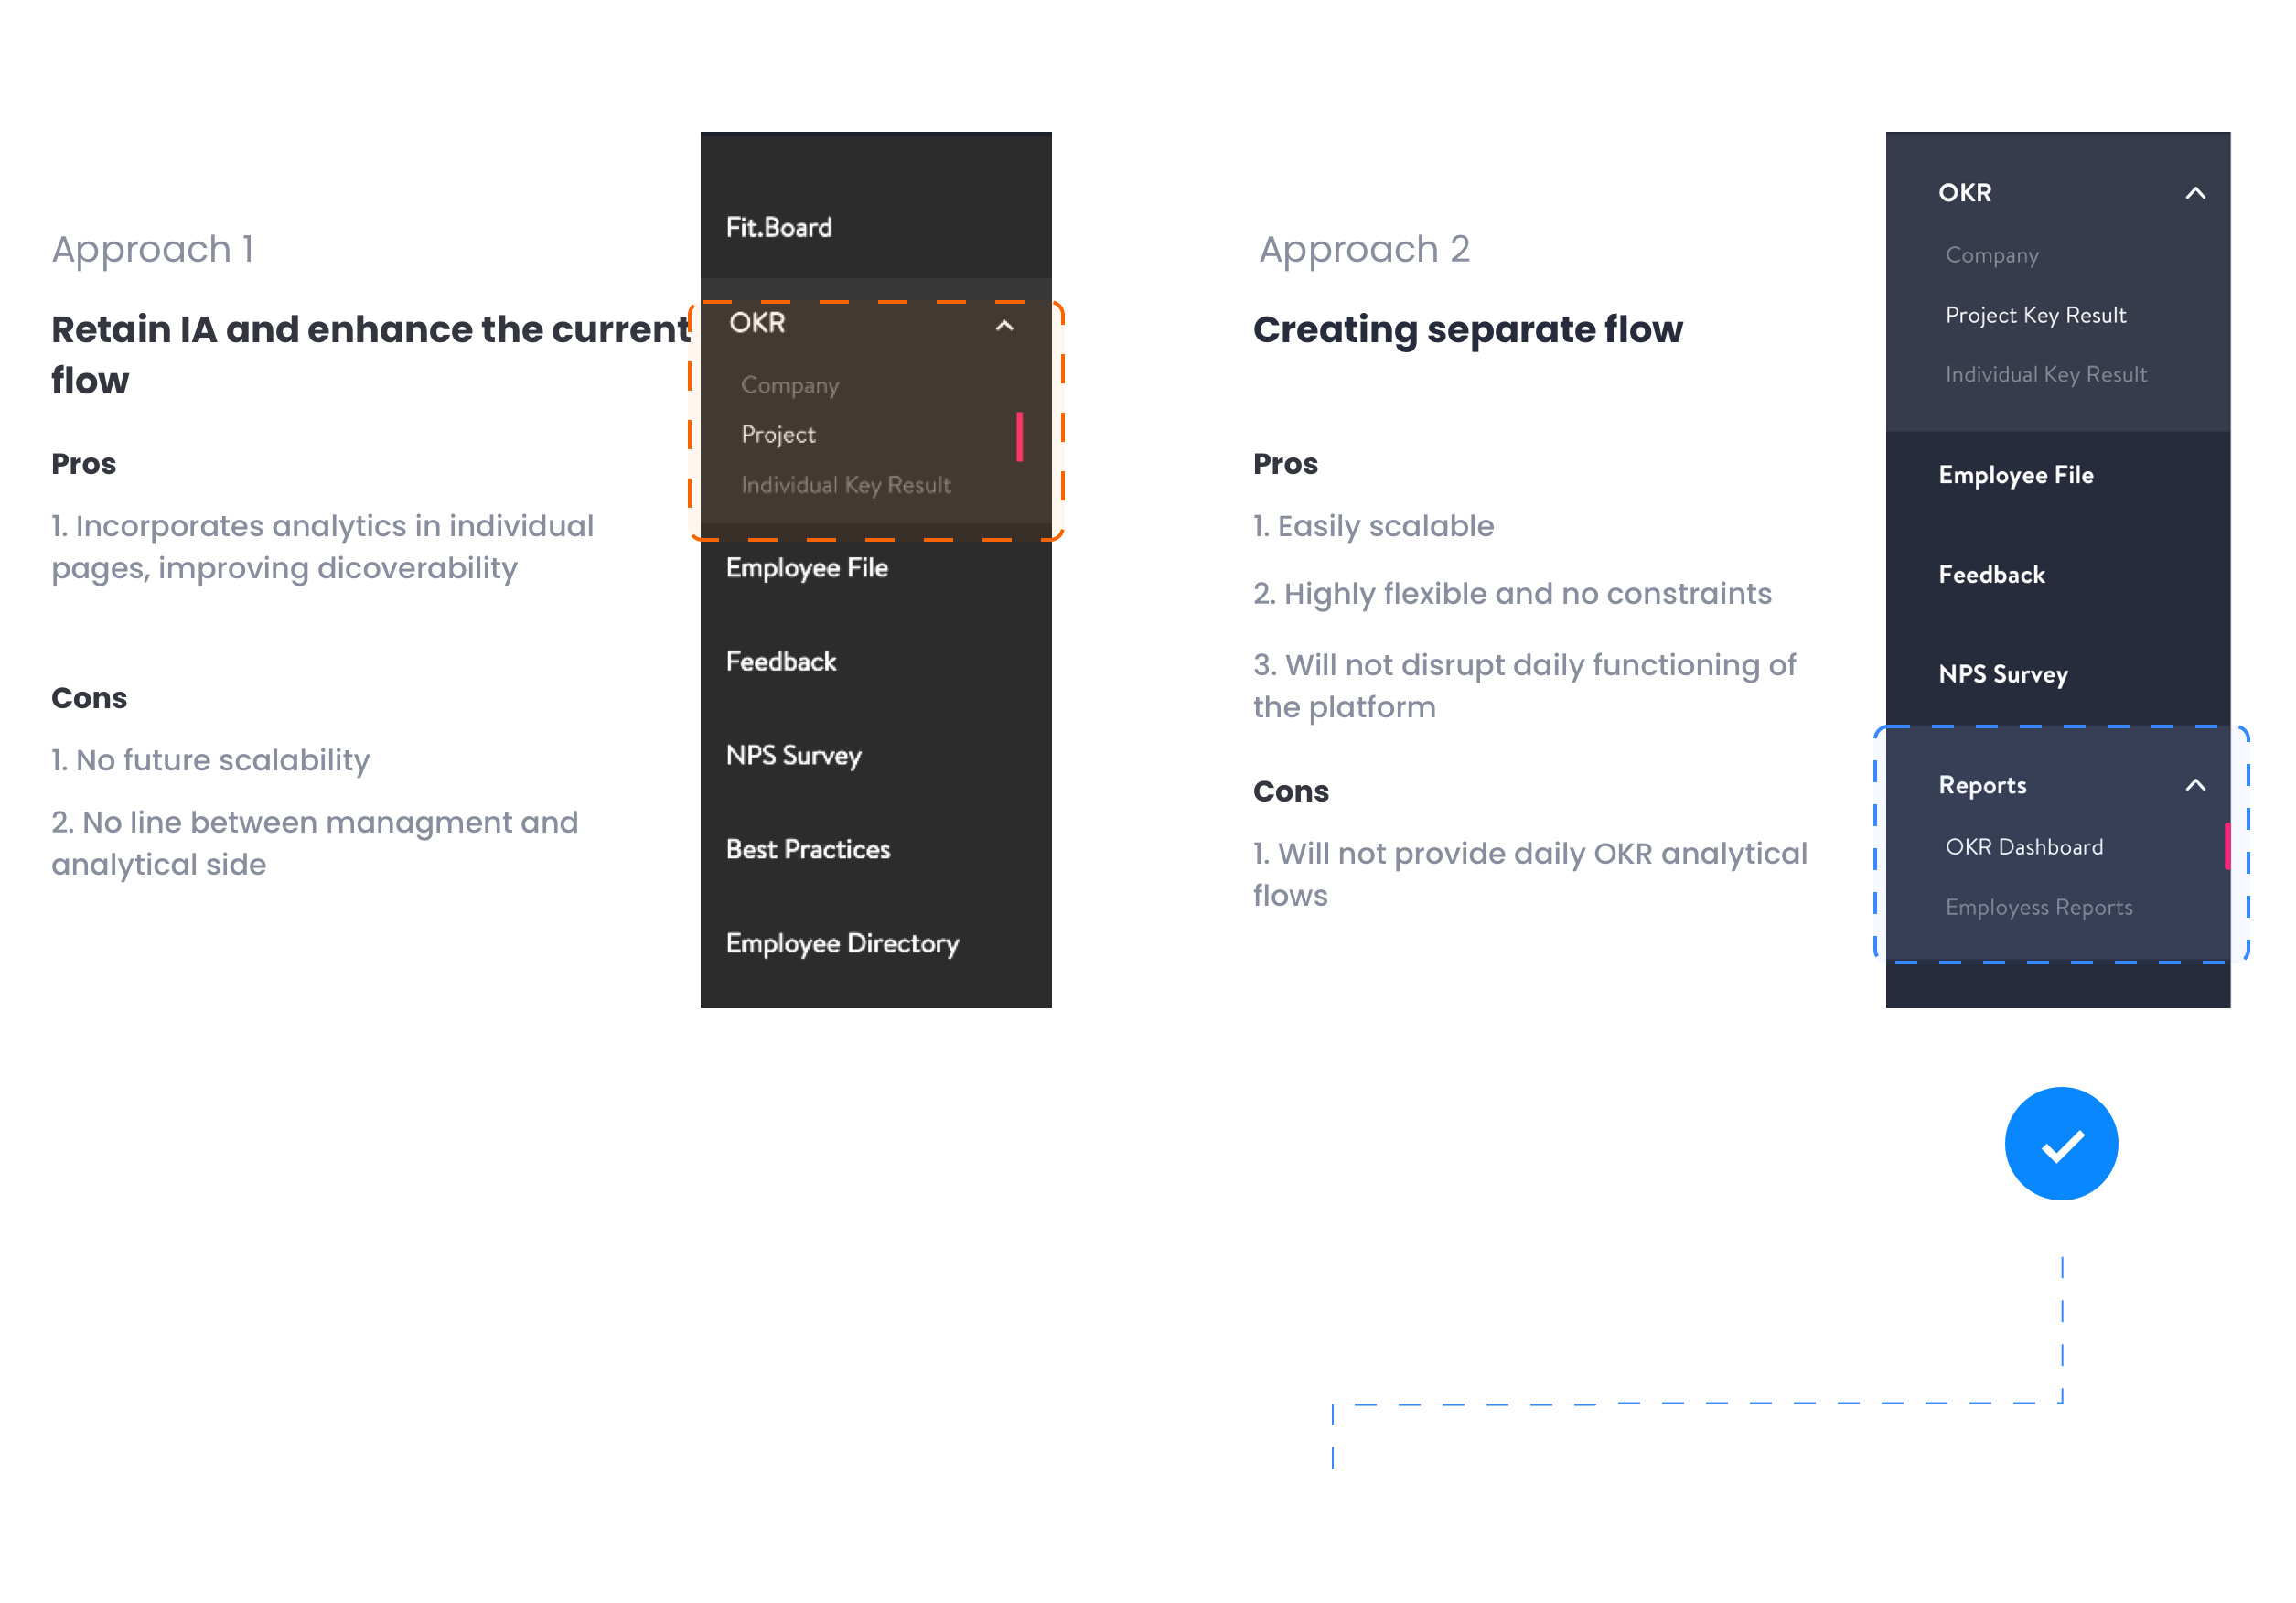 Approach 1
Retain IA and enhance the current
flow
Pros
1. Incorporates analytics in individual
pages, improving dicoverability
Cons
1. No future scalability
2. No line between managment and
analytical side
Fit.Board
OKR
Company
Project
Individual Key Result
Employee File
Feedback
NPS Survey
Best Practices
Employee Directory
Approach 2
Creating separate flow
Pros
1. Easily scalable
2. Highly flexible and no constraints
3. Will not disrupt daily functioning of
the platform
Cons
1. Will not provide daily OKR analytical
flows
OKR
Company
Project Key Result
Individual Key Result
Employee File
Feedback
NPS Survey
Reports
OKR Dashboard
Employess Reports